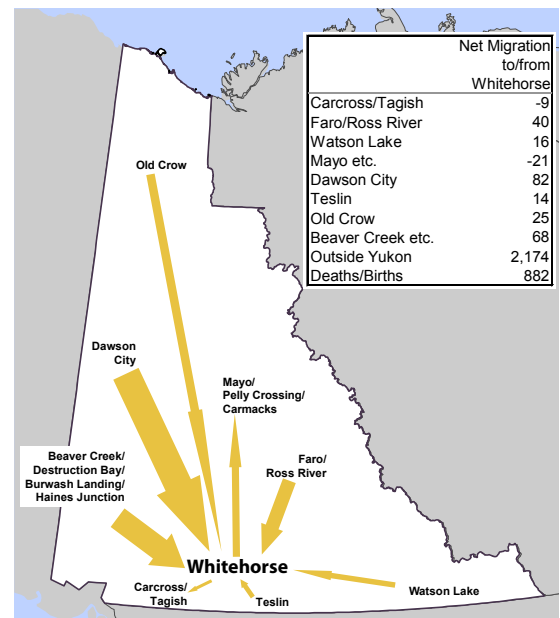 Net Migration
to/from
Whitehorse
Carcross/Tagish -9
Faro/Ross River 40
Watson Lake 16
Mayo etc. -21
Dawson City 82
Teslin 14
Old Crow 25
Beaver Creek etc. 68
Outside Yukon 2,174
Deaths/Births 882
Old Crow
Dawson
City
Mayo/
Pelly Crossing/
Carmacks
Beaver Creek/
Destruction Bay/
Burwash Landing/
Haines Junction
Faro/
Ross River
Whitehorse
Carcross/
Tagish
Teslin
Watson Lake